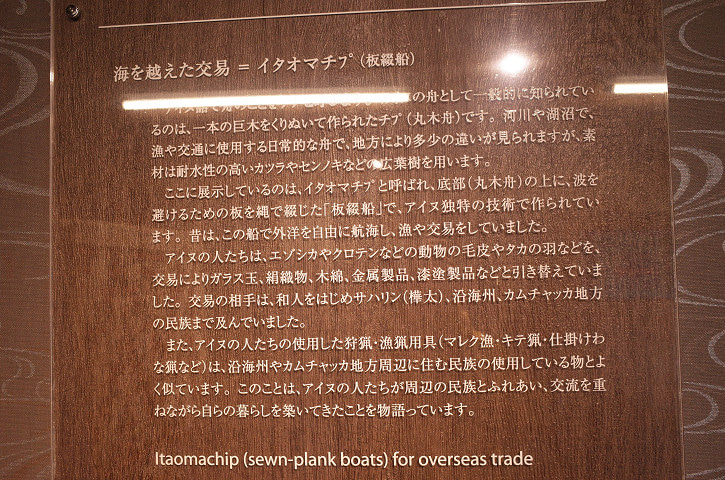 海を越えた交易 = イタオマチㇷ゚(板綴船)
の舟として一般的に知られてい
るのは、一本の巨木をくりぬいて作られたチㇷ゚(丸木舟)です。河川や湖沼で、
漁や交通に使用する日常的な舟で、地方により多少の違いが見られますが、素
材は耐水性の高いカツラやセンノキなどの広葉樹を用います。
ここに展示しているのは、イタオマチㇷ゚と呼ばれ、底部(丸木舟)の上に、波を
避けるための板を縄で綴じた「板綴船」で、アイヌ独特の技術で作られてい
ます。昔は、この船で外洋を自由に航海し、漁や交易をしていました。
アイヌの人たちは、エゾシカやクロテンなどの動物の毛皮やタカの羽などを、
交易によりガラス玉、絹織物、木綿、金属製品、漆塗製品などと引き替えていま
した。交易の相手は、和人をはじめサハリン(樺太)、沿海州、カムチャッカ地方
の民族まで及んでいました。
また、アイヌの人たちの使用した狩猟・漁猟用具(マレク漁・キテ猟・仕掛けわ
な猟など)は、沿海州やカムチャッカ地方周辺に住む民族の使用している物とよ
く似ています。このことは、アイヌの人たちが周辺の民族とふれあい、交流を重
ねながら自らの暮らしを築いてきたことを物語っています。
Itaomachip (sewn-plank boats) for overseas trade